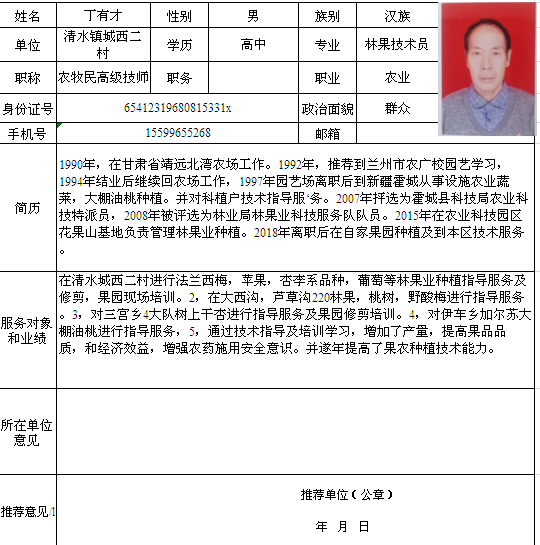 姓名 丁有才 性别 男 族别 汉族
单位 清水镇城西二村 学历 高中 专业 林果技术员
职称 农牧民高级技师 职务 职业 农业
身份证号 65412319680815331x 政治面貌 群众
手机号 15599655268 邮箱
简历
1990年，在甘肃省靖远北湾农场工作。1992年，推荐到兰州市农广校园艺学习，
1994年结业后继续回农场工作，1997年园艺场离职后到新疆霍城从事设施农业蔬
菜，大棚油桃种植。并对科植户技术指导服‘务。2007年抨选为霍城县科技局农业科
技特派员，2008年被评选为林业局林果业科技服务队队员。2015年在农业科技园区
花果山基地负责管理林果业种植。2018年离职后在自家果园种植及到本区技术服务
。
服务对象
和业绩
在清水城西二村进行法兰西梅，苹果，杏李系品种，葡萄等林果业种植指导服务及
修剪，果园现场培训。2，在大西沟，芦草沟220林果，桃树，野酸梅进行指导服务
。3，对三宫乡4大队树上干杏进行指导服务及果园修剪培训。4，对伊车乡加尔苏大
棚油桃进行指导服务，5，通过技术指导及培训学习，增加了产量，提高果品品
质，和经济效益，增强农药施用安全意识。并逐年提高了果农种植技术能力。
所在单位
意见
推荐意见/1
推荐单位（公章）
年 月 日